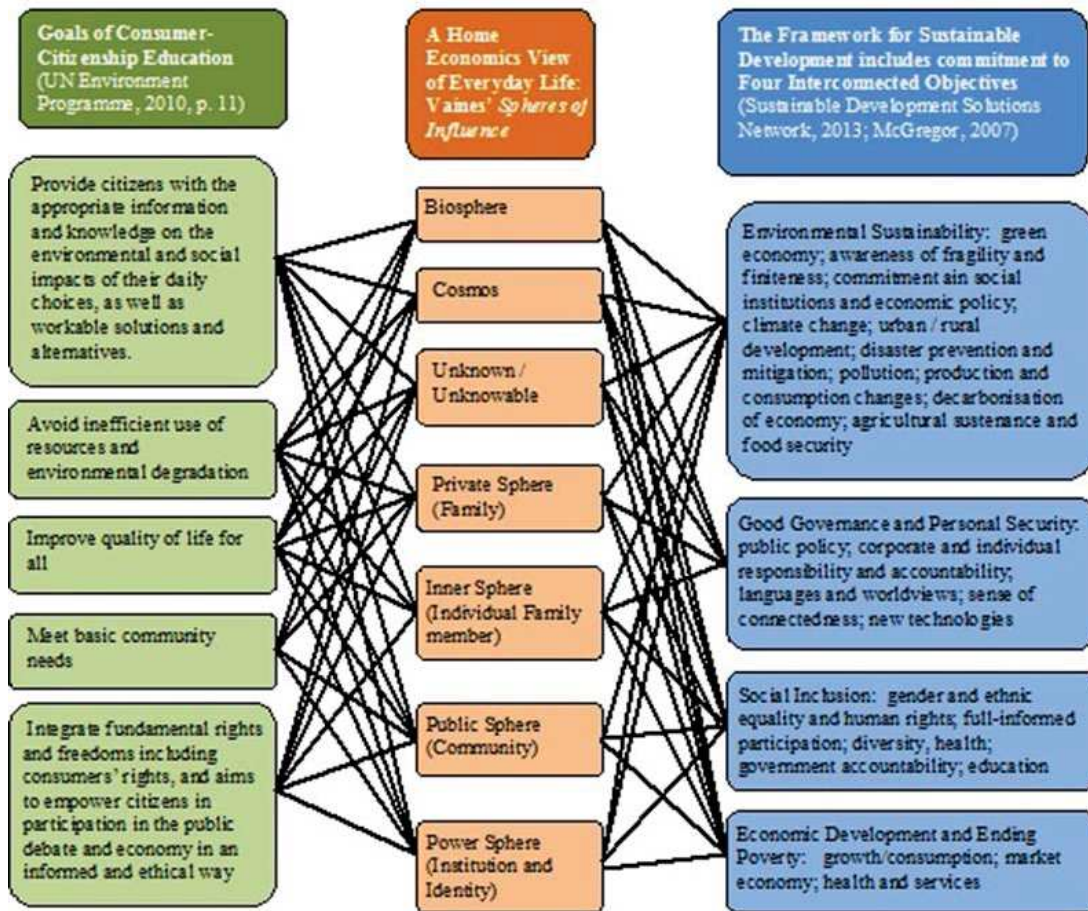 Goals of Consumer-
Citizenship Education
(UN Environment
Programme, 2010, p. 11)
Provide citizens with the
appropriate information
and knowledge on the
environmental and social
impacts of their daily
choices, as well as
workable solutions and
alternatives.
Avoid inefficient use of
resources and
environmental degradation
Improve quality of life for
all
Meet basic community
needs
Integrate fundamental rights
and freedoms including
consumers' rights, and aims
to empower citizens in
participation in the public
debate and economy in an
informed and ethical way
A Home
Economics View
of Everyday Life:
Vaines' Spheres of
Influence
Biosphere
Cosmos
Unknown /
Unknowable
Private Sphere
(Family)
Inner Sphere
(Individual Family
member)
Public Sphere
(Community)
Power Sphere
(Institution and
Identity)
The Framework for Sustainable
Development includes commitment to
Four Interconnected Objectives
(Sustainable Development Solutions
Network, 2013; McGregor, 2007)
Environmental Sustainability: green
economy; awareness of fragility and
finiteness; commitment ain social
institutions and economic policy;
climate change; urban / rural
development; disaster prevention and
mitigation; pollution; production and
consumption changes; decarbonisation
of economy; agricultural sustenance and
food security
Good Governance and Personal Security:
public policy; corporate and individual
responsibility and accountability;
languages and worldviews; sense of
connectedness; new technologies
Social Inclusion: gender and ethnic
equality and human rights; full-informed
participation; diversity, health;
government accountability; education
Economic Development and Ending
Poverty: growth/consumption; market
economy; health and services